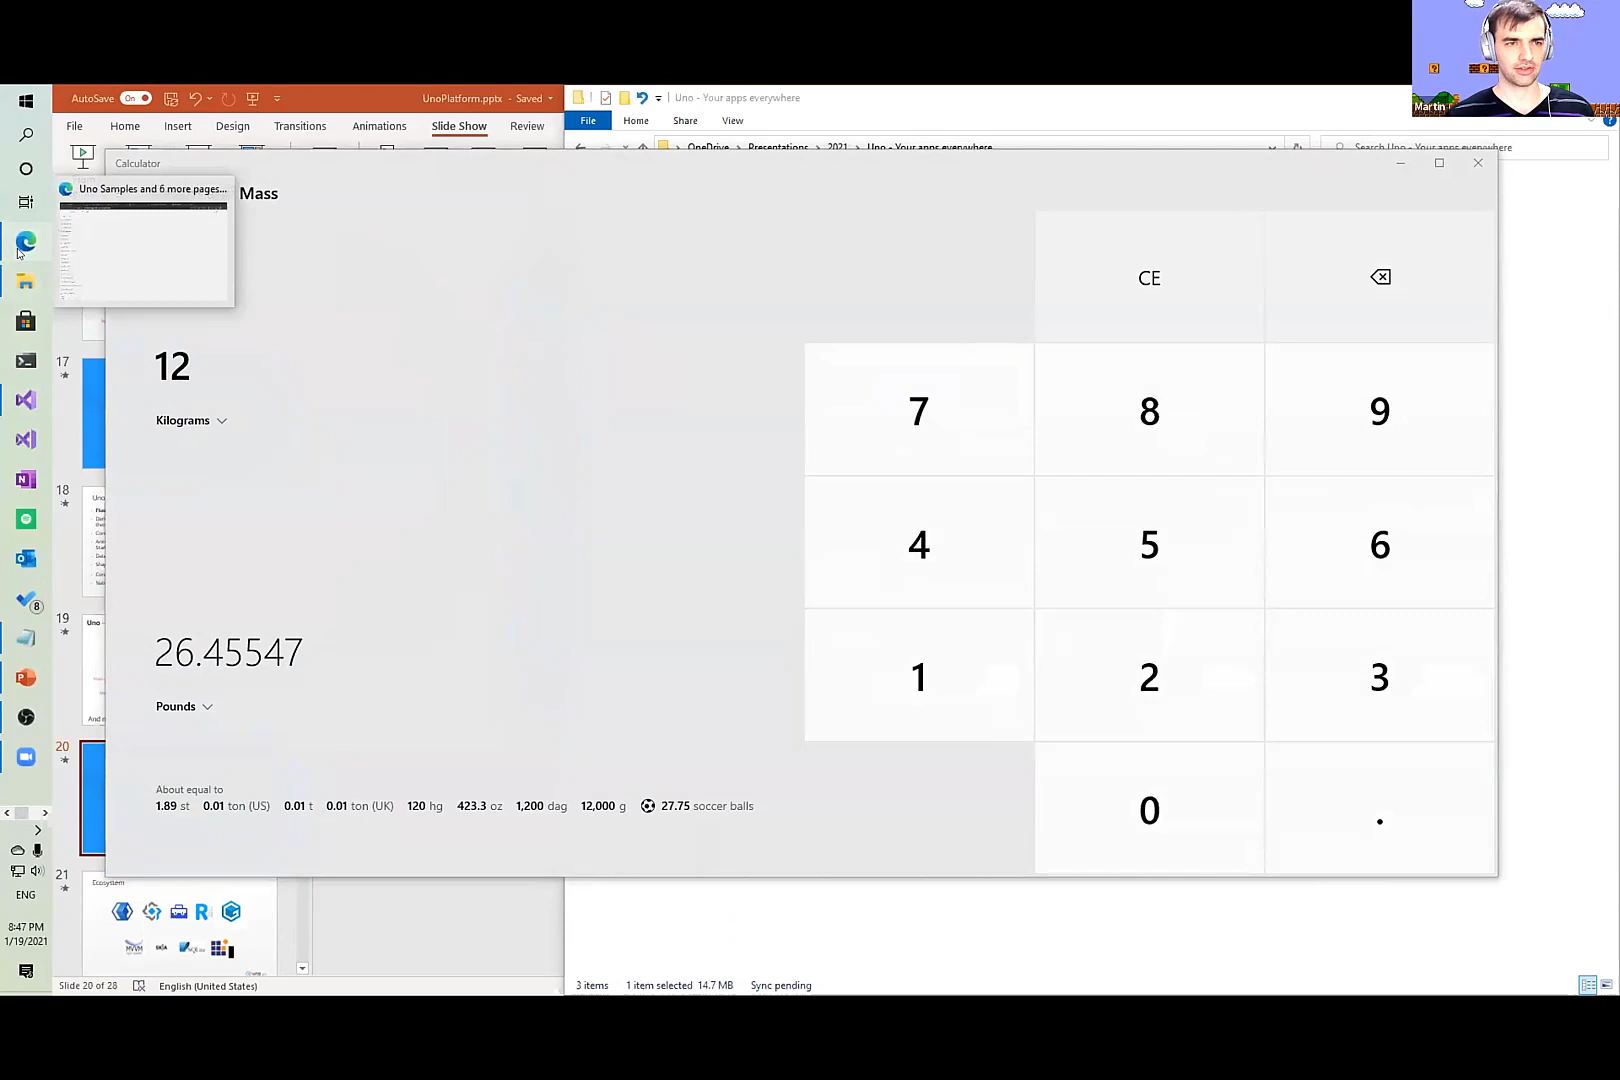 Martin
AutoSave On
UnoPlatform.pptx - Saved
Uno - Your apps everywhere
File Home Insert Design Transitions Animations Slide Show Review
File Home Share View
OneDrive Presentations 2021 Uno - Your apps everywhere
Search Uno - Your apps everywhere
Calculator
Uno Samples and 6 more pages...
Mass
CE
12
Kilograms
7 8 9
4 5 6
1 2 3
0 .
26.45547
Pounds
About equal to
1.89 st 0.01 ton (US) 0.01 t 0.01 ton (UK) 120 hg 423.3 oz 1,200 dag 12,000 g 27.75 soccer balls
17
18
19
Uno
And
20
21
Ecosystem
MVVM
8
ENG
8:47 PM
1/19/2021
Slide 20 of 28
English (United States)
3 items 1 item selected 14.7 MB Sync pending